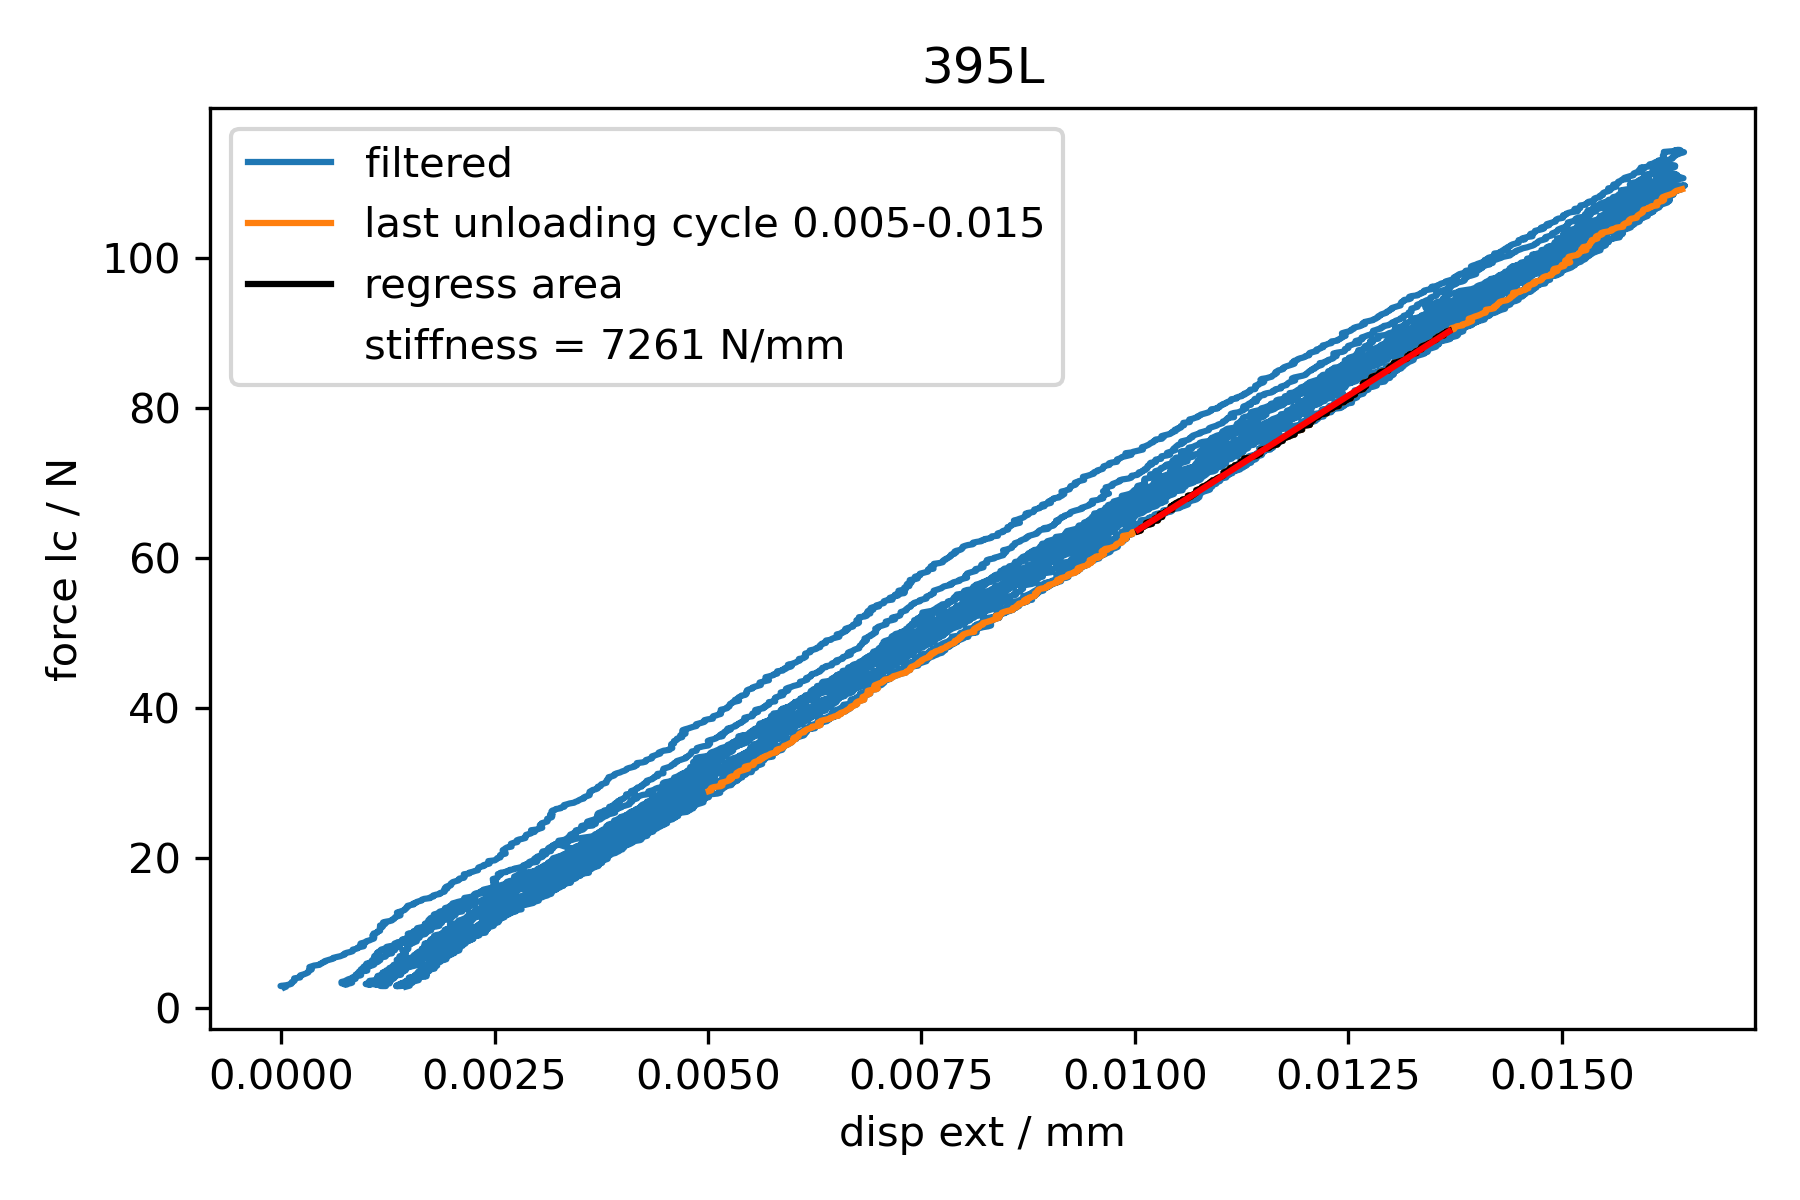 395L
filtered
last unloading cycle 0.005-0.015
regress area
stiffness = 7261 N/mm
force lc / N
100
80
60
40
20
0
0.0000 0.0025 0.0050 0.0075 0.0100 0.0125 0.0150
disp ext / mm